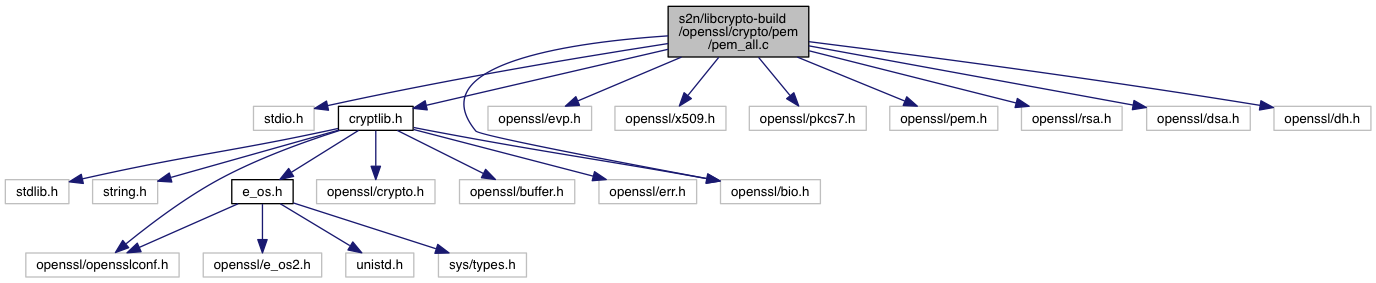 s2n/libcrypto-build
/openssl/crypto/pem
/pem_all.c
stdio.h
cryptlib.h
openssl/evp.h
openssl/x509.h
openssl/pkcs7.h
openssl/pem.h
openssl/rsa.h
openssl/dsa.h
openssl/dh.h
stdlib.h
string.h
e_os.h
openssl/crypto.h
openssl/buffer.h
openssl/err.h
openssl/bio.h
openssl/opensslconf.h
openssl/e_os2.h
unistd.h
sys/types.h